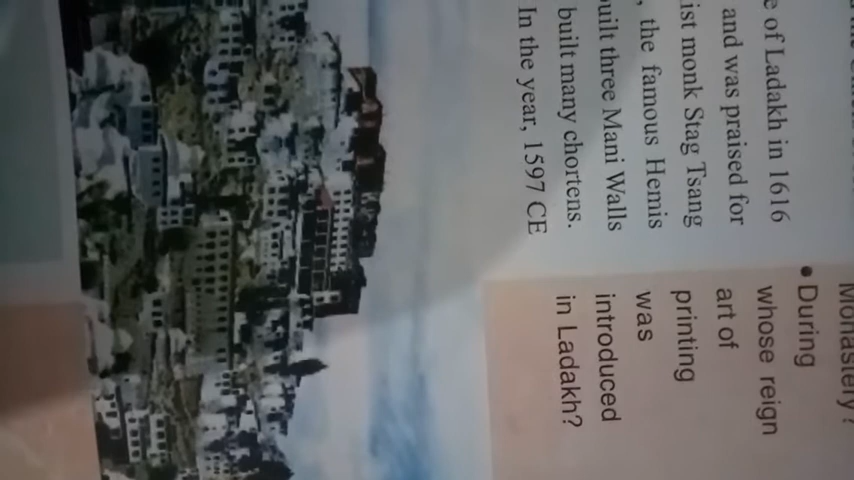 e of Ladakh in 1616
and was praised for
ist monk Stag Tsang
, the famous Hemis
uilt three Mani Walls
built many chortens.
In the year, 1597 CE
Monastery?
• During
whose reign
art of
printing
was
introduced
in Ladakh?